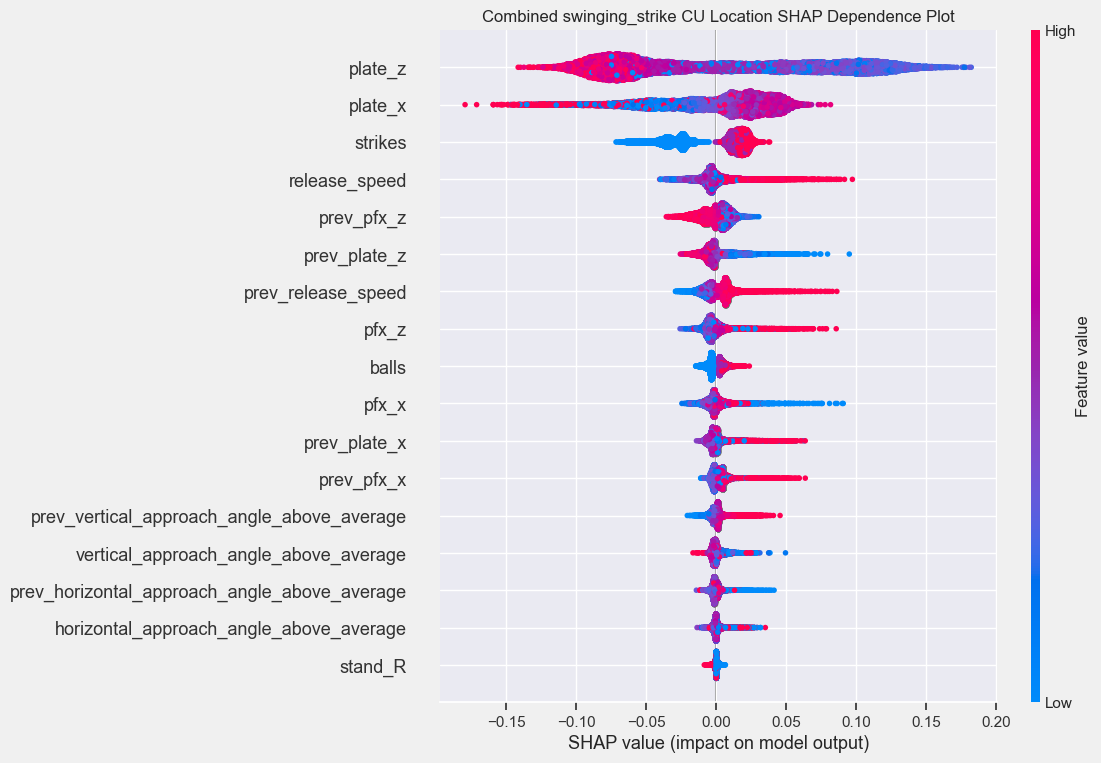 Combined swinging_strike CU Location SHAP Dependence Plot
High
plate_z
plate_x
strikes
release_speed
prev_pfx_z
prev_plate_z
prev_release_speed
pfx_z
balls
pfx_x
prev_plate_x
prev_pfx_x
prev_vertical_approach_angle_above_average
vertical_approach_angle_above_average
prev_horizontal_approach_angle_above_average
horizontal_approach_angle_above_average
stand_R
Feature value
Low
−0.15 −0.10 −0.05 0.00 0.05 0.10 0.15 0.20
SHAP value (impact on model output)